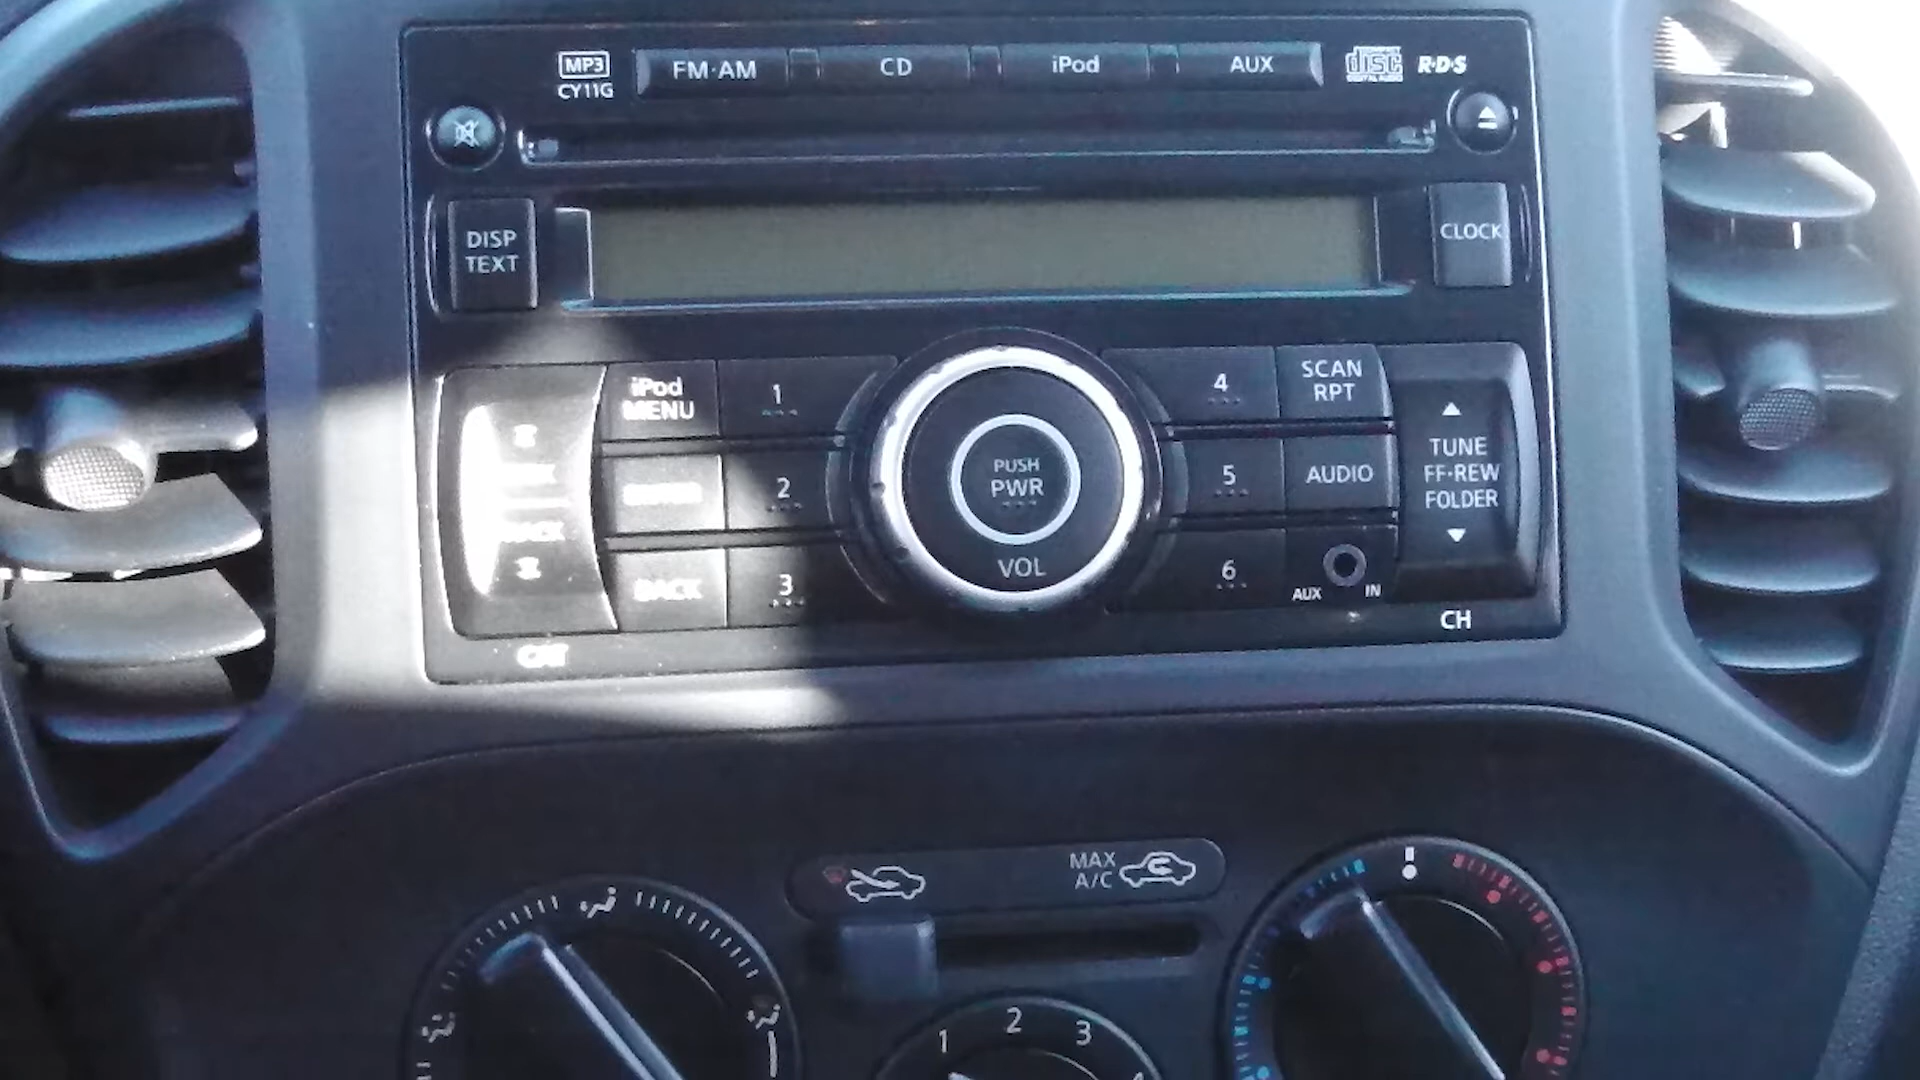 MP3
CY11G
FM·AM
CD
iPod
AUX
COMPACT
disc
DIGITAL AUDIO
R·D·S
DISP
TEXT
CLOCK
iPod
MENU
1
4
SCAN
RPT
2
PUSH
PWR
5
AUDIO
TUNE
FF·REW
FOLDER
BACK
3
VOL
6
AUX
IN
CH
MAX
A/C
1
2
3